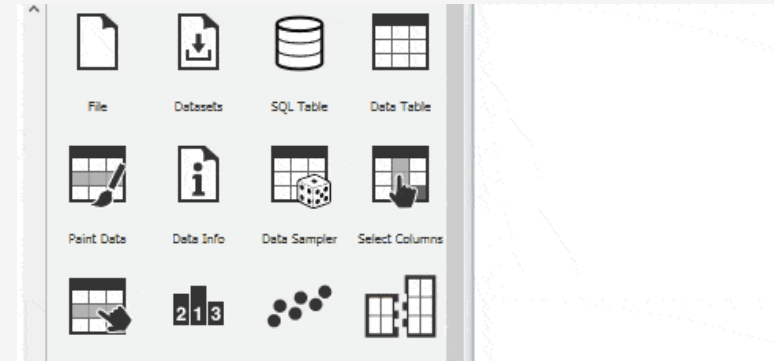 File Datasets SQL Table Data Table
Paint Data Data Info Data Sampler Select Columns
2 1 3